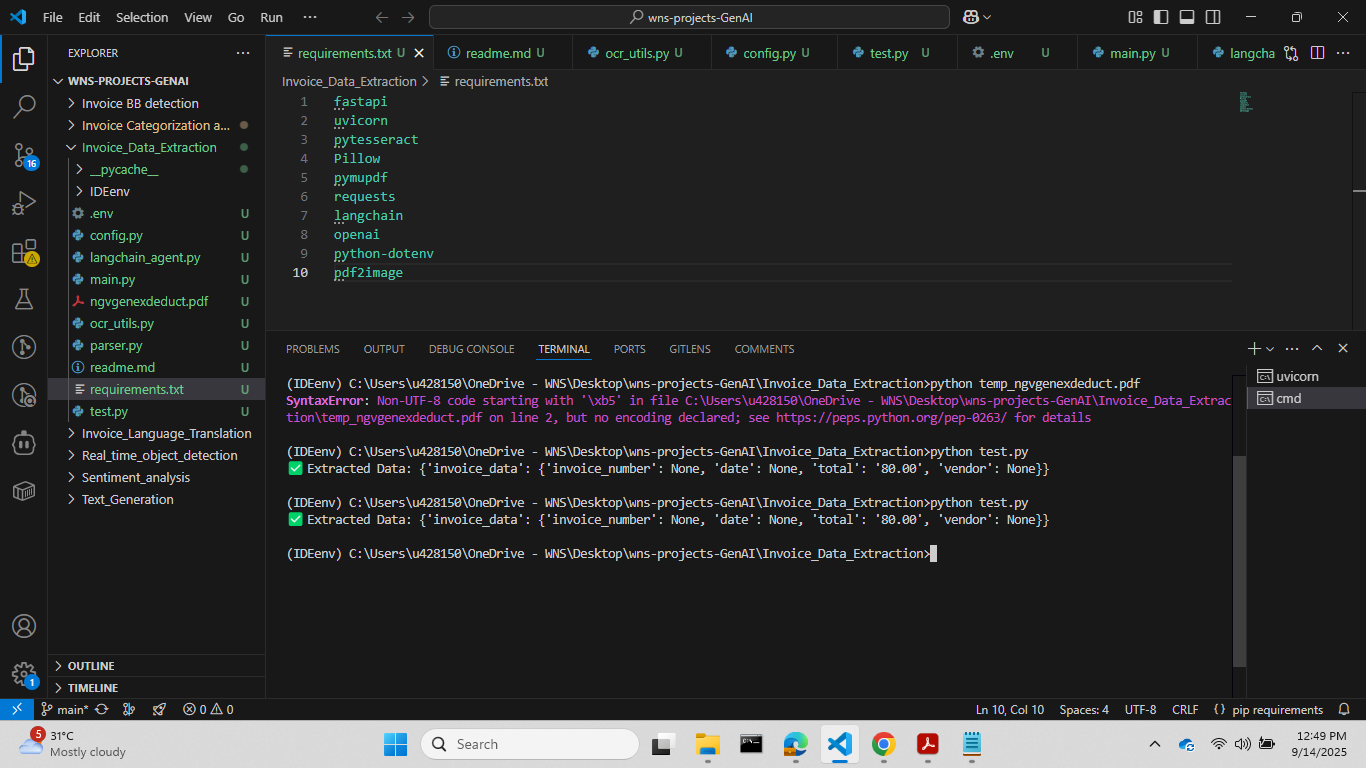 File Edit Selection View Go Run ···
wns-projects-GenAI
EXPLORER ···
WNS-PROJECTS-GENAI
Invoice BB detection
Invoice Categorization a...
Invoice_Data_Extraction
__pycache__
IDEenv
.env U
config.py U
langchain_agent.py U
main.py U
ngvgenexdeduct.pdf U
ocr_utils.py U
parser.py U
readme.md U
requirements.txt U
test.py U
Invoice_Language_Translation
Real_time_object_detection
Sentiment_analysis
Text_Generation
OUTLINE
TIMELINE
16
1
requirements.txt U readme.md U ocr_utils.py U config.py U test.py U .env U main.py U langcha ···
Invoice_Data_Extraction > requirements.txt
1 fastapi
2 uvicorn
3 pytesseract
4 Pillow
5 pymupdf
6 requests
7 langchain
8 openai
9 python-dotenv
10 pdf2image
PROBLEMS OUTPUT DEBUG CONSOLE TERMINAL PORTS GITLENS COMMENTS
uvicorn
cmd
(IDEenv) C:\Users\u428150\OneDrive - WNS\Desktop\wns-projects-GenAI\Invoice_Data_Extraction>python temp_ngvgenexdeduct.pdf
SyntaxError: Non-UTF-8 code starting with '\xb5' in file C:\Users\u428150\OneDrive - WNS\Desktop\wns-projects-GenAI\Invoice_Data_Extrac
tion\temp_ngvgenexdeduct.pdf on line 2, but no encoding declared; see https://peps.python.org/pep-0263/ for details
(IDEenv) C:\Users\u428150\OneDrive - WNS\Desktop\wns-projects-GenAI\Invoice_Data_Extraction>python test.py
✅ Extracted Data: {'invoice_data': {'invoice_number': None, 'date': None, 'total': '80.00', 'vendor': None}}
(IDEenv) C:\Users\u428150\OneDrive - WNS\Desktop\wns-projects-GenAI\Invoice_Data_Extraction>python test.py
✅ Extracted Data: {'invoice_data': {'invoice_number': None, 'date': None, 'total': '80.00', 'vendor': None}}
(IDEenv) C:\Users\u428150\OneDrive - WNS\Desktop\wns-projects-GenAI\Invoice_Data_Extraction>
main* 0 0 Ln 10, Col 10 Spaces: 4 UTF-8 CRLF {} pip requirements
5
31°C
Mostly cloudy
Search
12:49 PM
9/14/2025